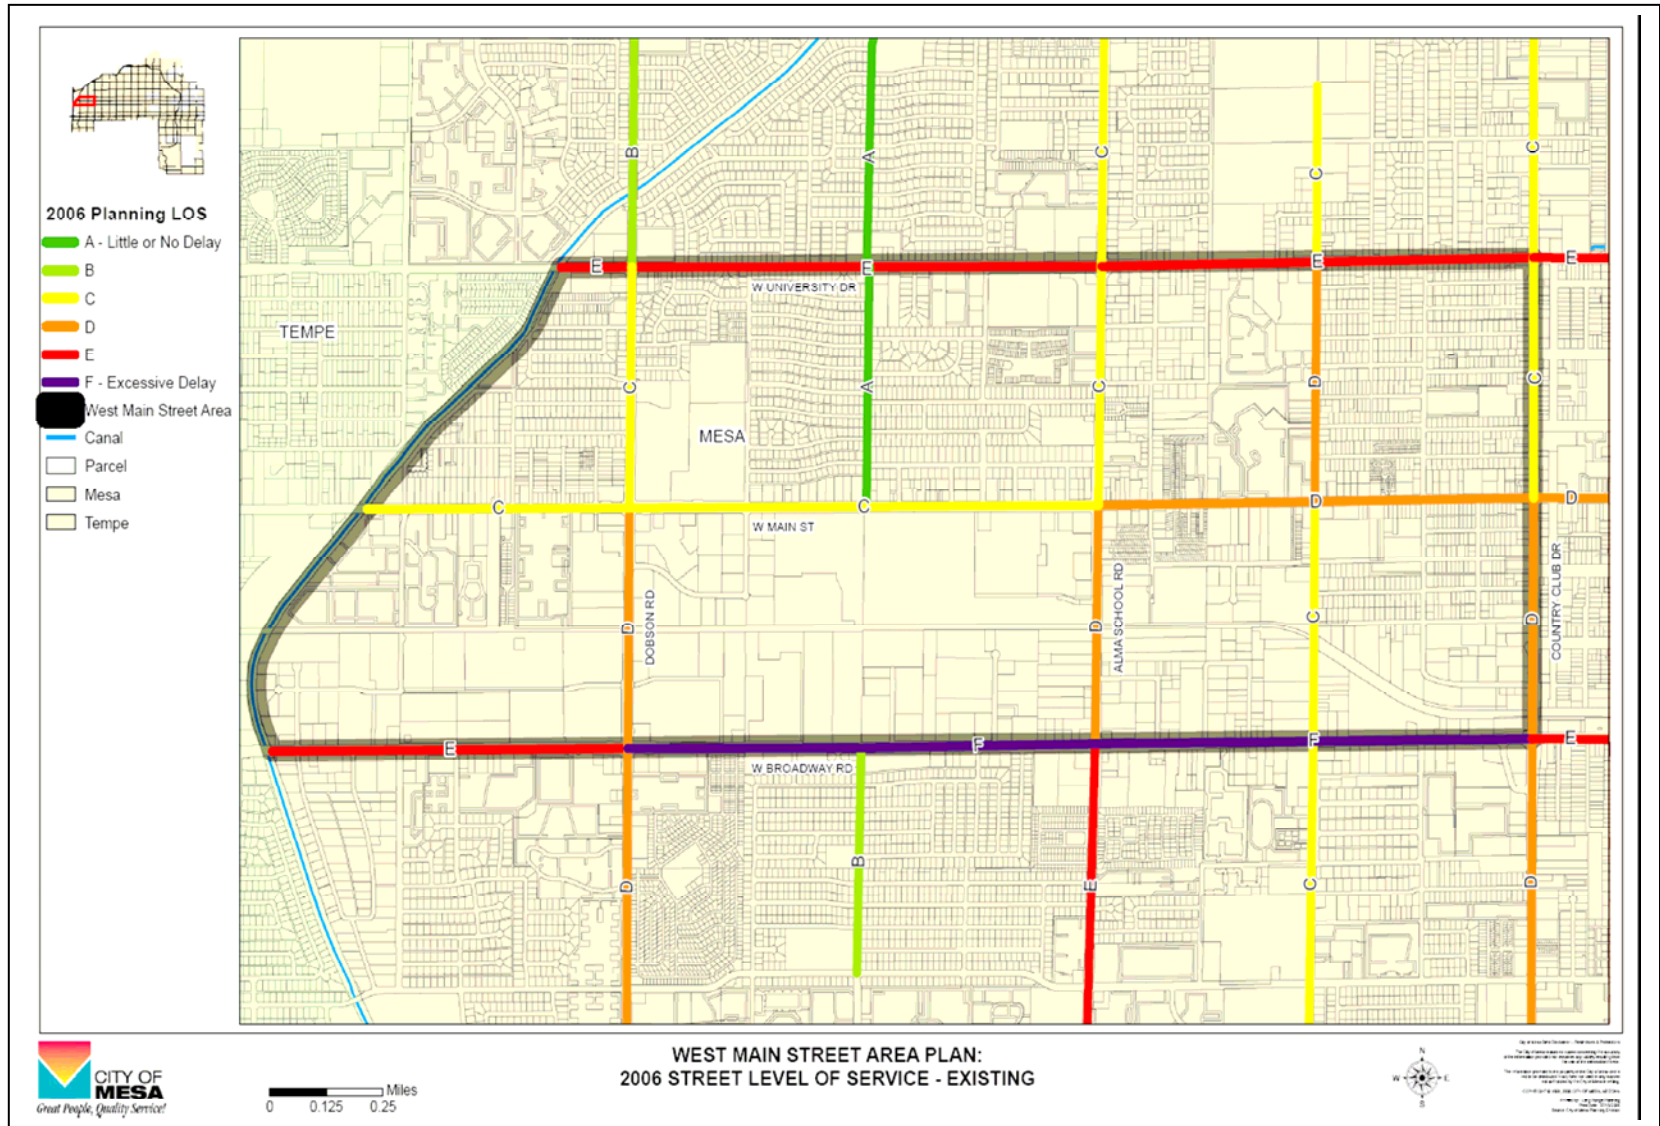 2006 Planning LOS
A - Little or No Delay
B
C
D
E
F - Excessive Delay
West Main Street Area
Canal
Parcel
Mesa
Tempe
B
A
C
C
C
E
E
E
E
W UNIVERSITY DR
TEMPE
C
A
C
D
C
MESA
C
C
D
D
W MAIN ST
D
DOBSON RD
D
ALMA SCHOOL RD
C
D
COUNTRY CLUB DR
E
F
F
E
W BROADWAY RD
D
B
E
C
D
CITY OF
MESA
Great People, Quality Service!
Miles
0 0.125 0.25
WEST MAIN STREET AREA PLAN:
2006 STREET LEVEL OF SERVICE - EXISTING
N
W E
S